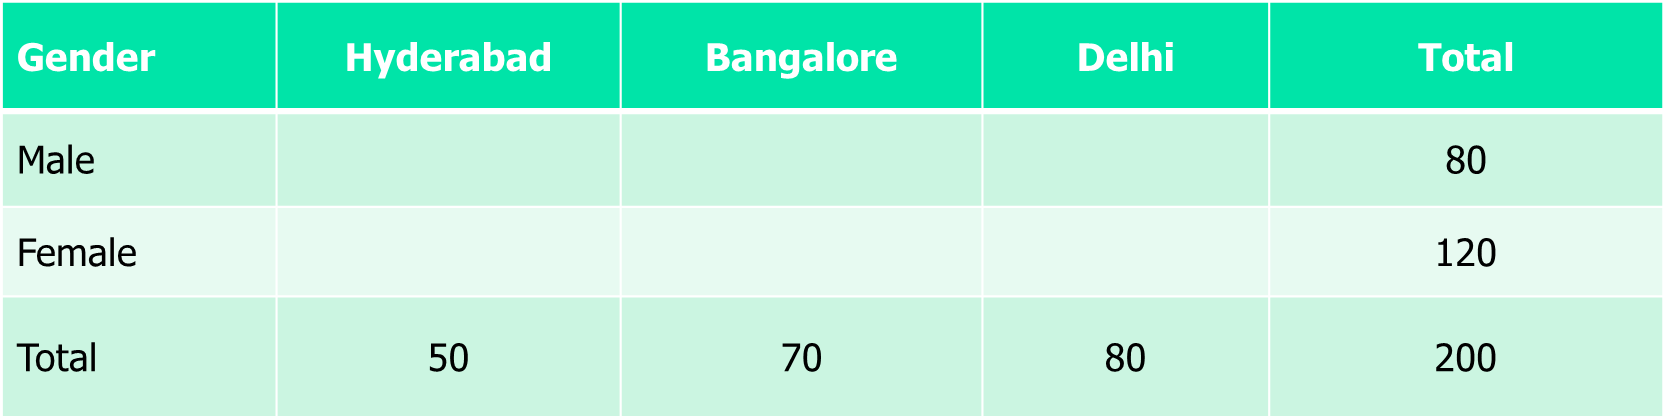 Gender Hyderabad Bangalore Delhi Total
Male 80
Female 120
Total 50 70 80 200